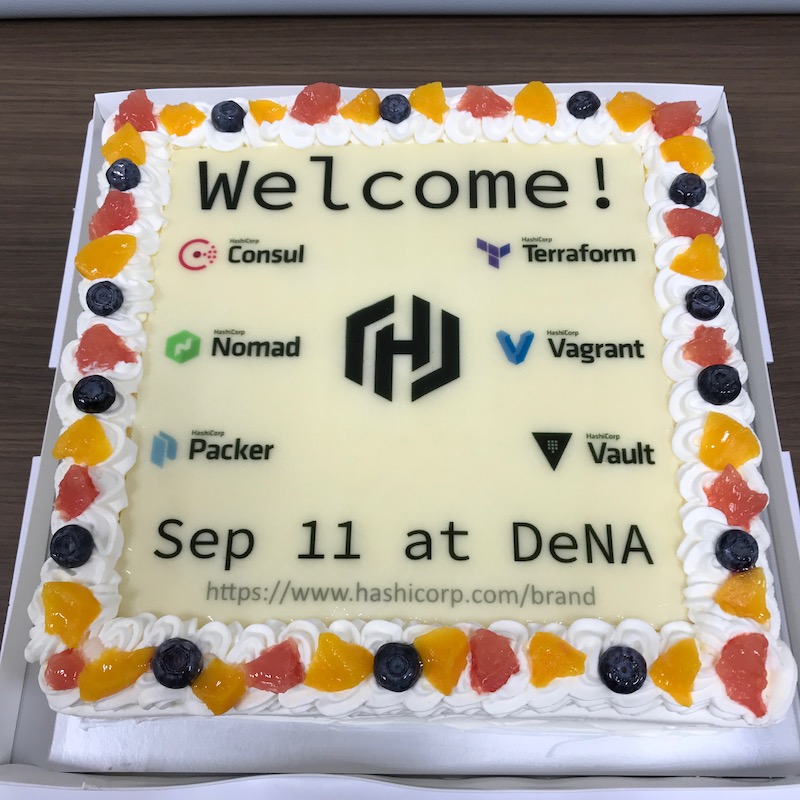 Welcome!
HashiCorp
Consul
HashiCorp
Terraform
HashiCorp
Nomad
HashiCorp
Vagrant
HashiCorp
Packer
HashiCorp
Vault
Sep 11 at DeNA
https://www.hashicorp.com/brand